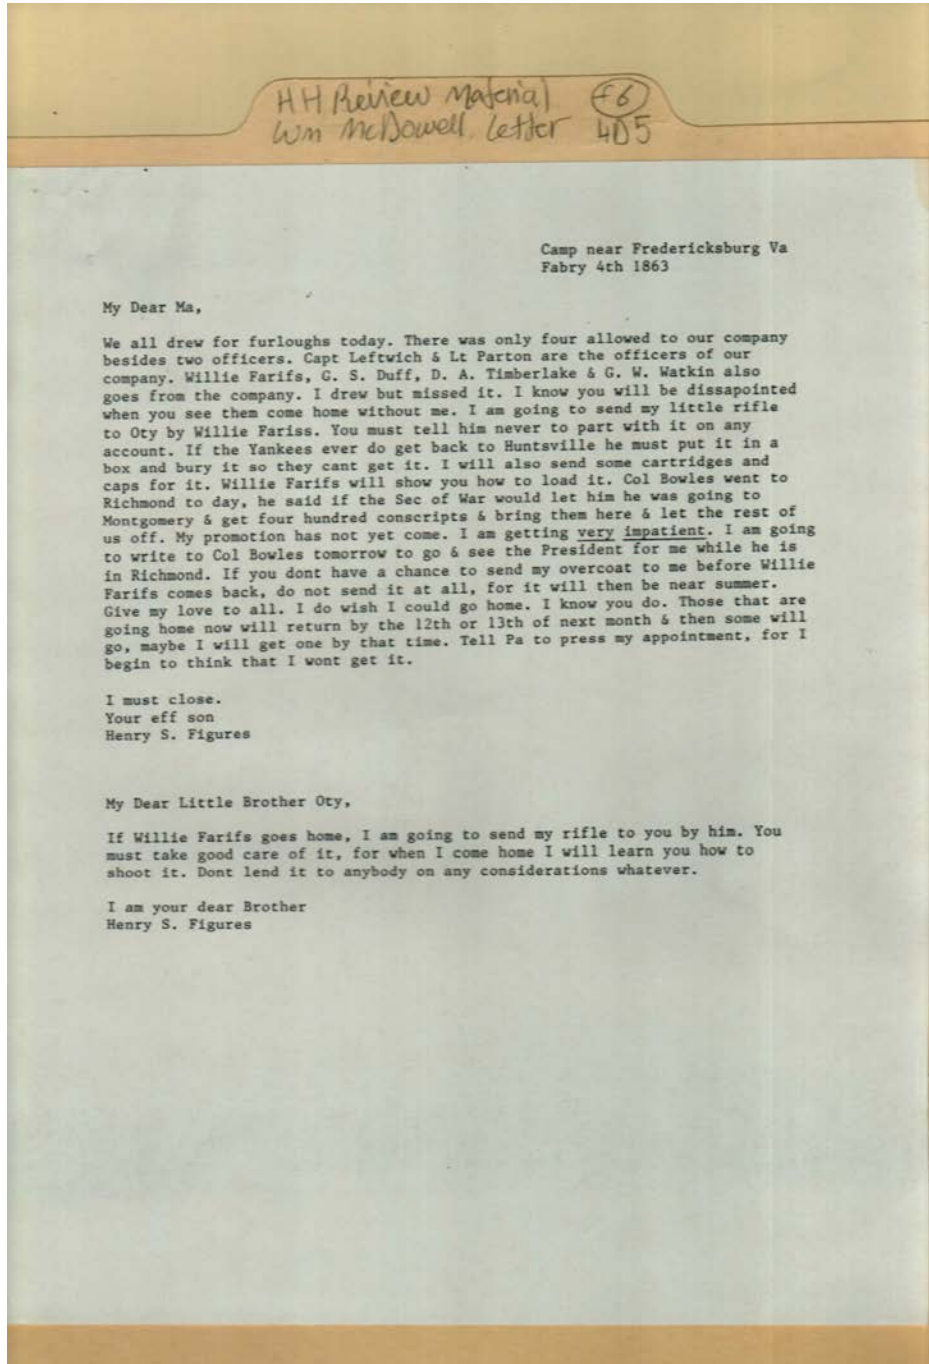 HH Review Material F6
Wm McDowell Letter 4D5
Camp near Fredericksburg Va
Fabry 4th 1863
My Dear Ma,
We all drew for furloughs today. There was only four allowed to our company
besides two officers. Capt Leftwich & Lt Parton are the officers of our
company. Willie Farifs, G. S. Duff, D. A. Timberlake & G. W. Watkin also
goes from the company. I drew but missed it. I know you will be dissapointed
when you see them come home without me. I am going to send my little rifle
to Oty by Willie Fariss. You must tell him never to part with it on any
account. If the Yankees ever do get back to Huntsville he must put it in a
box and bury it so they cant get it. I will also send some cartridges and
caps for it. Willie Farifs will show you how to load it. Col Bowles went to
Richmond to day, he said if the Sec of War would let him he was going to
Montgomery & get four hundred conscripts & bring them here & let the rest of
us off. My promotion has not yet come. I am getting very impatient. I am going
to write to Col Bowles tomorrow to go & see the President for me while he is
in Richmond. If you dont have a chance to send my overcoat to me before Willie
Farifs comes back, do not send it at all, for it will then be near summer.
Give my love to all. I do wish I could go home. I know you do. Those that are
going home now will return by the 12th or 13th of next month & then some will
go, maybe I will get one by that time. Tell Pa to press my appointment, for I
begin to think that I wont get it.
I must close.
Your eff son
Henry S. Figures
My Dear Little Brother Oty,
If Willie Farifs goes home, I am going to send my rifle to you by him. You
must take good care of it, for when I come home I will learn you how to
shoot it. Dont lend it to anybody on any considerations whatever.
I am your dear Brother
Henry S. Figures